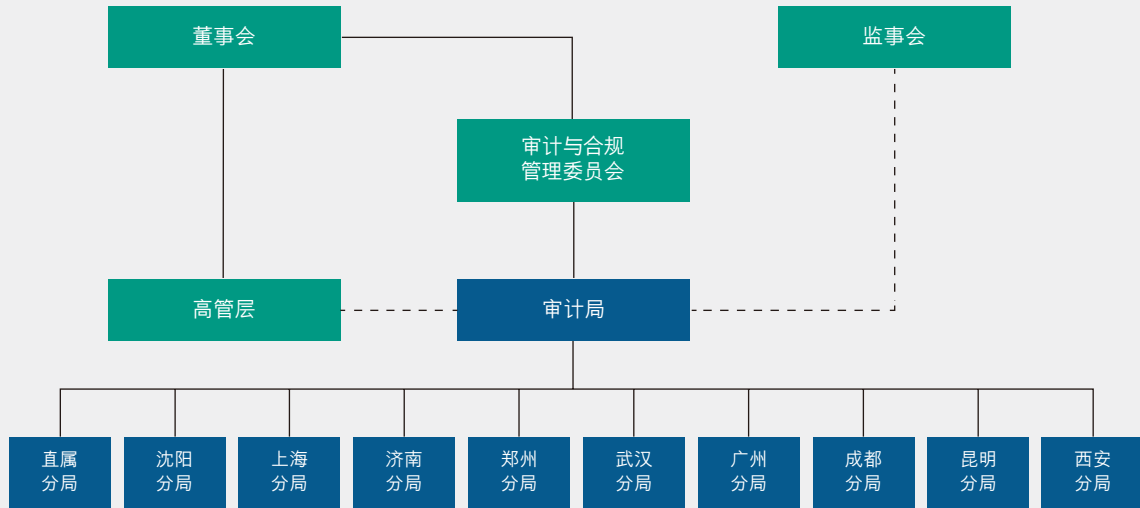 董事会
监事会
审计与合规
管理委员会
高管层
审计局
直属
分局
沈阳
分局
上海
分局
济南
分局
郑州
分局
武汉
分局
广州
分局
成都
分局
昆明
分局
西安
分局